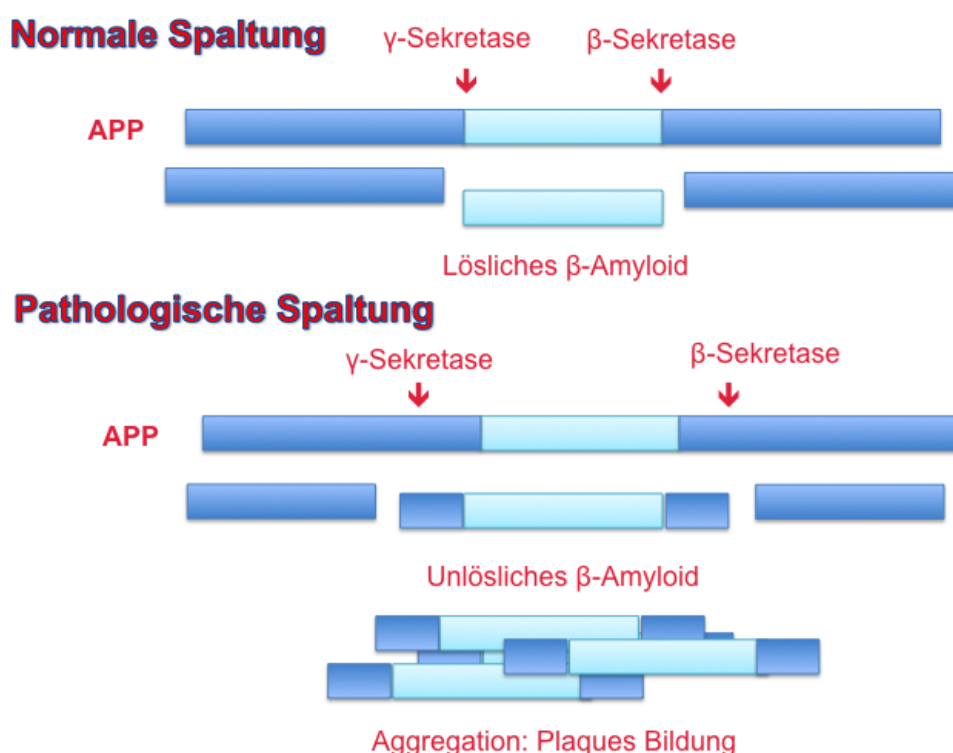 Normale Spaltung
γ-Sekretase
β-Sekretase
APP
Lösliches β-Amyloid
Pathologische Spaltung
γ-Sekretase
β-Sekretase
APP
Unlösliches β-Amyloid
Aggregation: Plaques Bildung